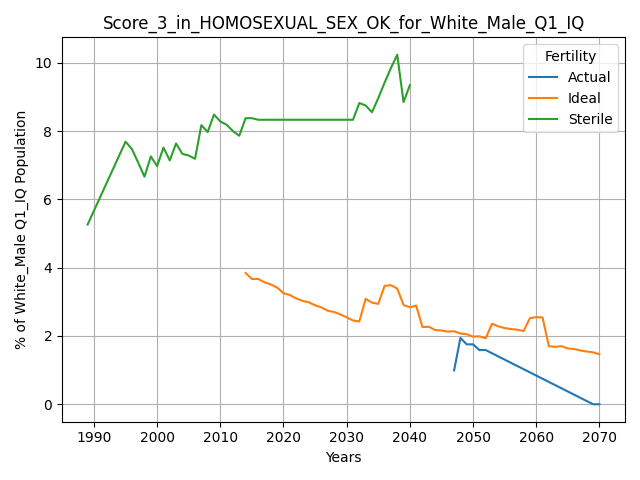 Score_3_in_HOMOSEXUAL_SEX_OK_for_White_Male_Q1_IQ
Fertility
Actual
Ideal
Sterile
% of White_Male Q1_IQ Population
10
8
6
4
2
0
1990 2000 2010 2020 2030 2040 2050 2060 2070
Years